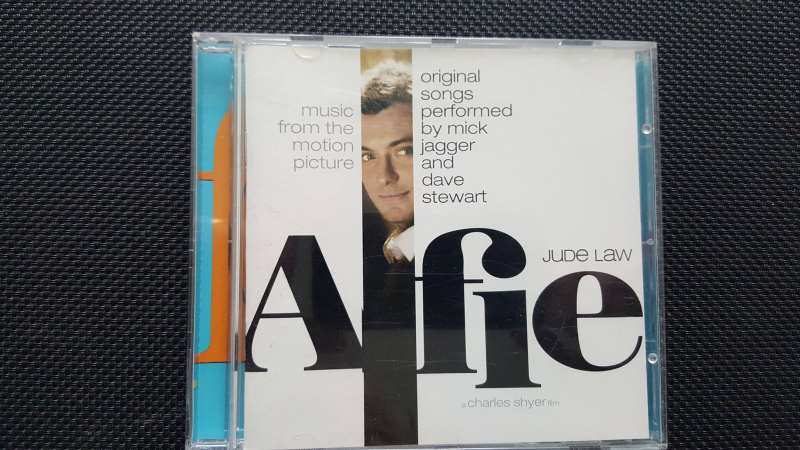 music
from the
motion
picture
original
songs
performed
by mick
jagger
and
dave
stewart
JUDE LAW
Alfie
a charles shyer film